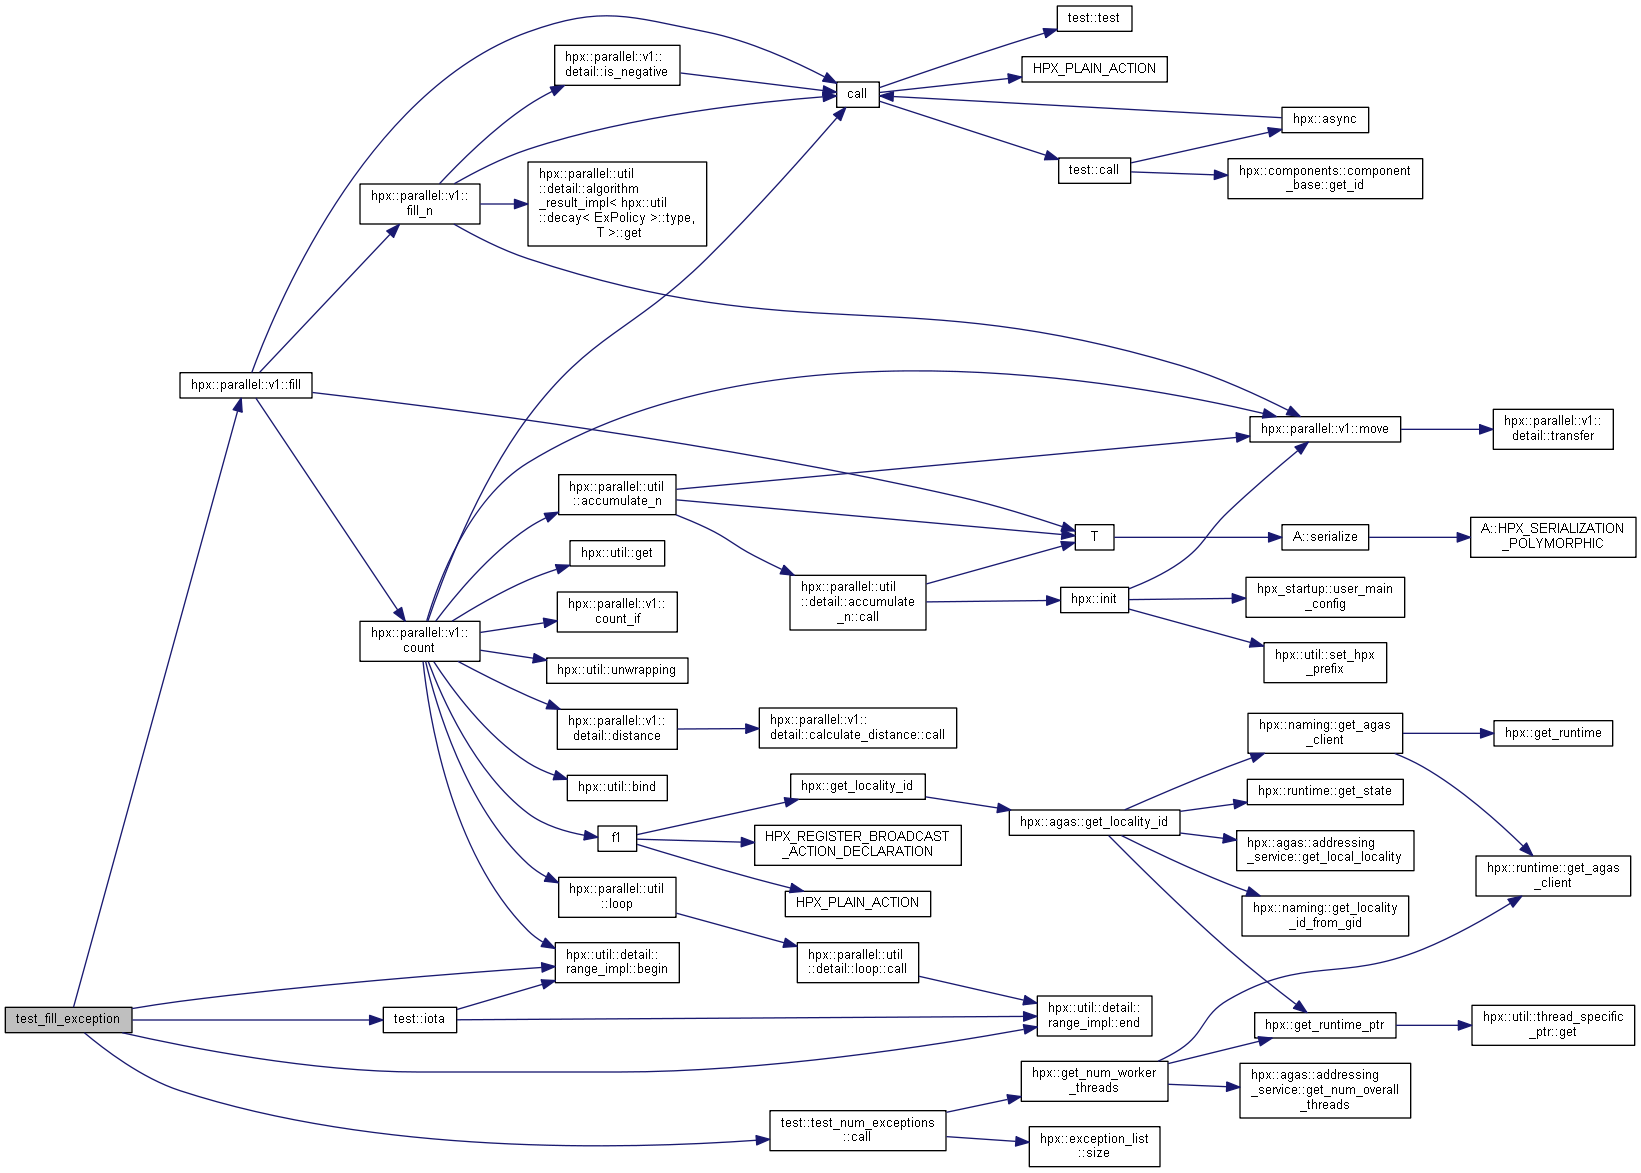 test::test
hpx::parallel::v1::
detail::is_negative
HPX_PLAIN_ACTION
call
hpx::async
test::call
hpx::components::component
_base::get_id
hpx::parallel::util
::detail::algorithm
_result_impl< hpx::util
::decay< ExPolicy >::type,
T >::get
hpx::parallel::v1::
fill_n
hpx::parallel::v1::fill
hpx::parallel::v1::move
hpx::parallel::v1::
detail::transfer
hpx::parallel::util
::accumulate_n
T
A::serialize
A::HPX_SERIALIZATION
_POLYMORPHIC
hpx::util::get
hpx::parallel::util
::detail::accumulate
_n::call
hpx::init
hpx_startup::user_main
_config
hpx::parallel::v1::
count_if
hpx::parallel::v1::
count
hpx::util::set_hpx
_prefix
hpx::util::unwrapping
hpx::parallel::v1::
detail::distance
hpx::parallel::v1::
detail::calculate_distance::call
hpx::naming::get_agas
_client
hpx::get_runtime
hpx::util::bind
hpx::get_locality_id
hpx::runtime::get_state
hpx::agas::get_locality_id
f1
HPX_REGISTER_BROADCAST
_ACTION_DECLARATION
hpx::agas::addressing
_service::get_local_locality
hpx::runtime::get_agas
_client
hpx::parallel::util
::loop
HPX_PLAIN_ACTION
hpx::naming::get_locality
_id_from_gid
hpx::util::detail::
range_impl::begin
hpx::parallel::util
::detail::loop::call
test_fill_exception
test::iota
hpx::util::detail::
range_impl::end
hpx::get_runtime_ptr
hpx::util::thread_specific
_ptr::get
hpx::get_num_worker
_threads
hpx::agas::addressing
_service::get_num_overall
_threads
test::test_num_exceptions
::call
hpx::exception_list
::size